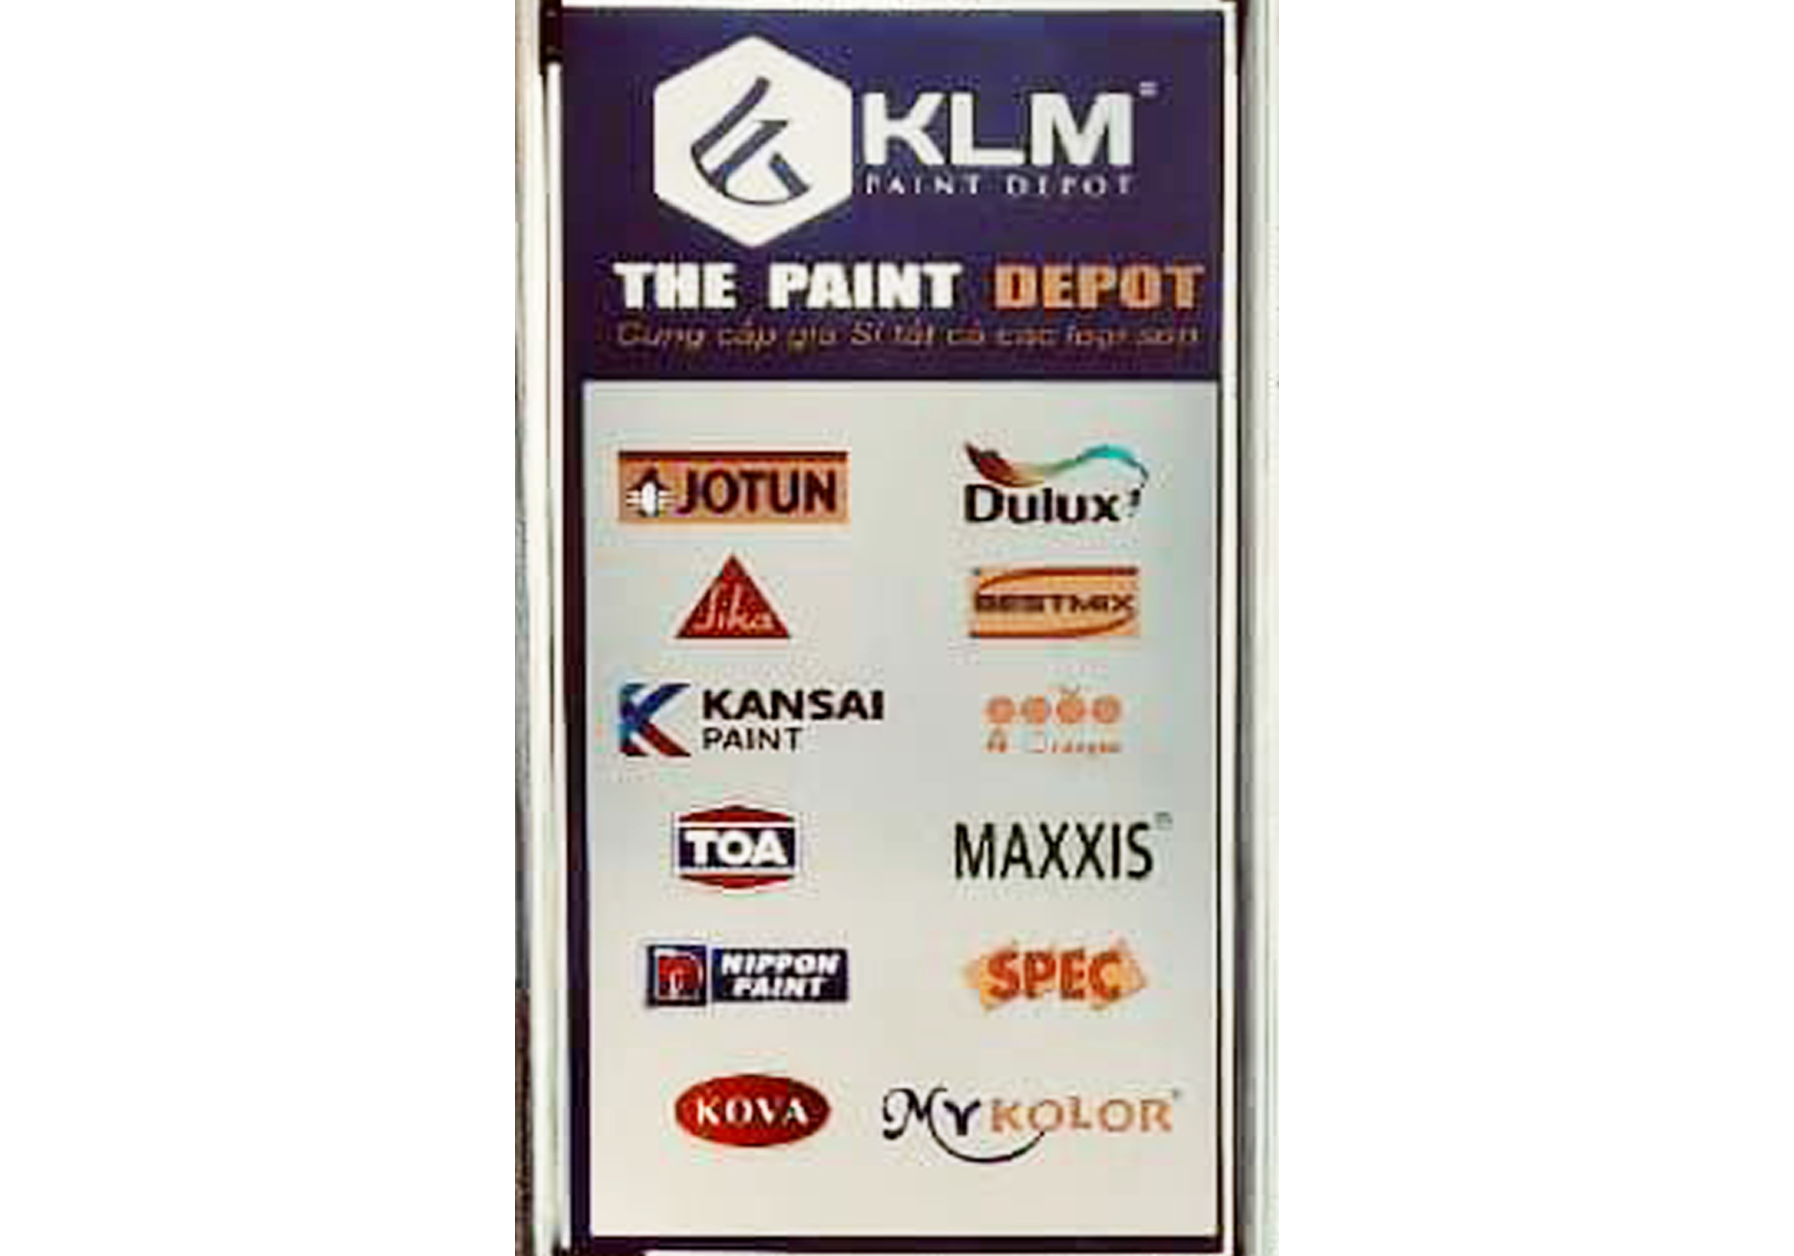 KLM
PAINT DEPOT
THE PAINT DEPOT
Cung cấp giá Sỉ tất cả các loại sơn
JOTUN
Dulux
Sika
BESTMIX
KANSAI
PAINT
TOA
MAXXIS
NIPPON
PAINT
SPEC
KOVA
MYKOLOR